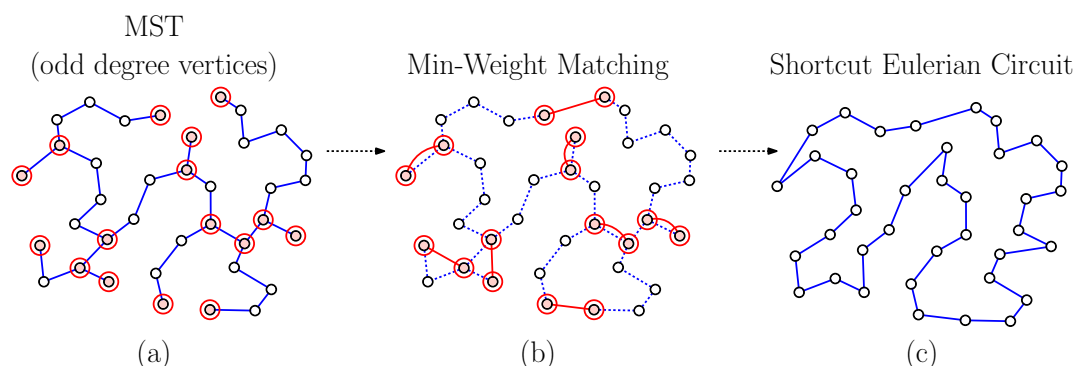 MST
(odd degree vertices)
Min-Weight Matching
Shortcut Eulerian Circuit
(a)
(b)
(c)